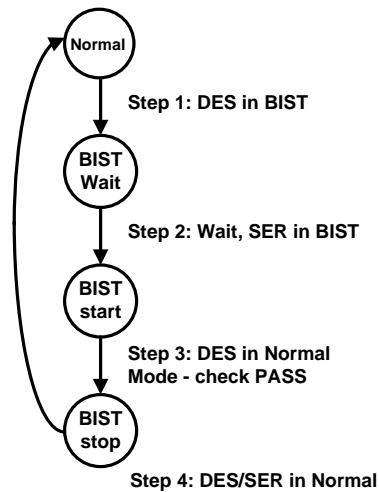 Normal
Step 1: DES in BIST
BIST
Wait
Step 2: Wait, SER in BIST
BIST
start
Step 3: DES in Normal
Mode - check PASS
BIST
stop
Step 4: DES/SER in Normal